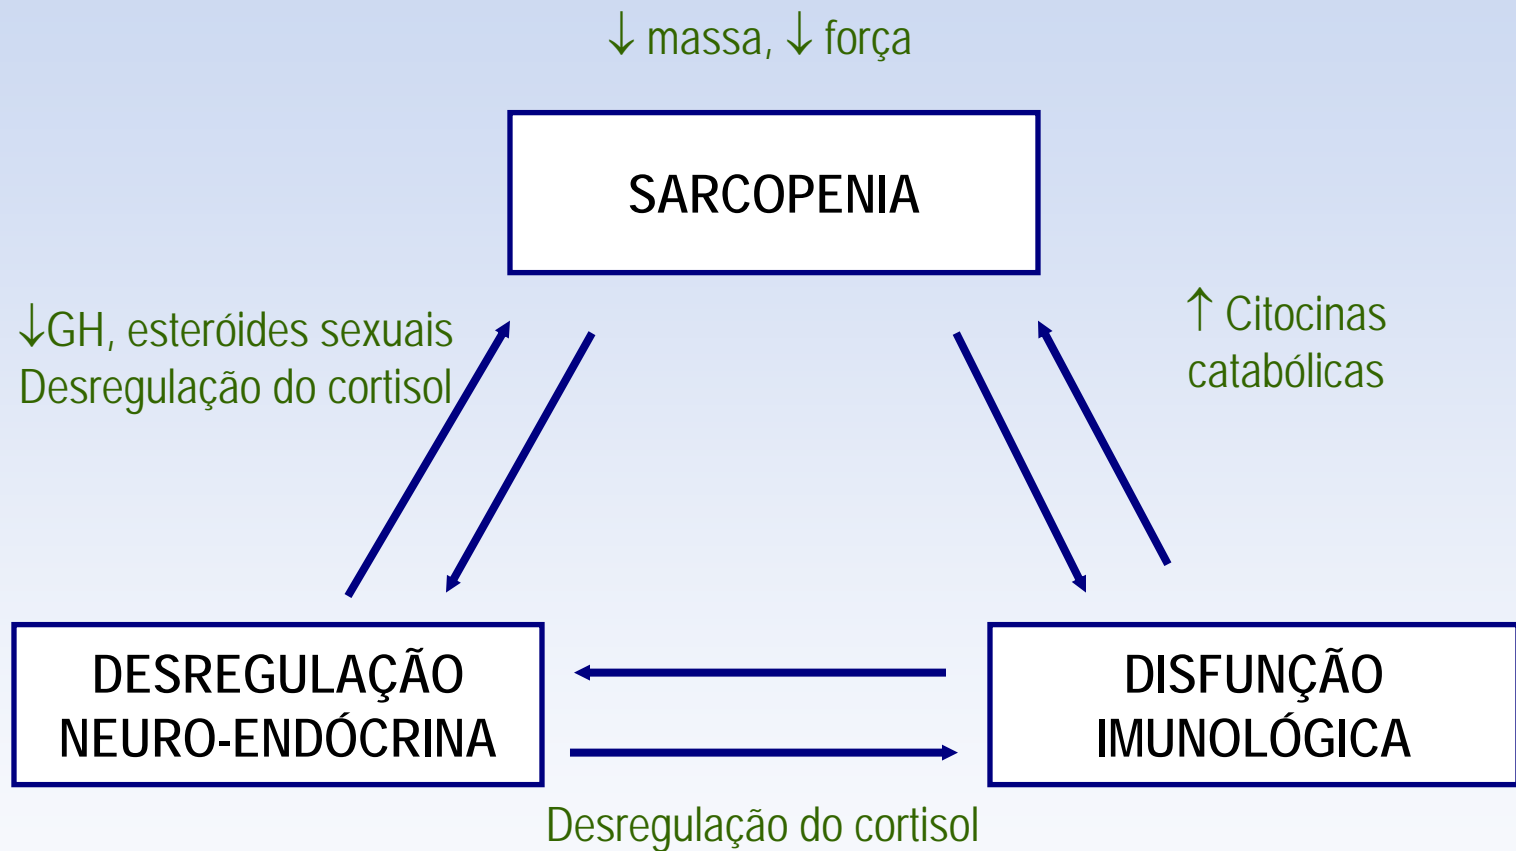 ↓ massa, ↓ força
SARCOPENIA
↓GH, esteróides sexuais
Desregulação do cortisol
↑ Citocinas
catabólicas
DESREGULAÇÃO
NEURO-ENDÓCRINA
DISFUNÇÃO
IMUNOLÓGICA
Desregulação do cortisol